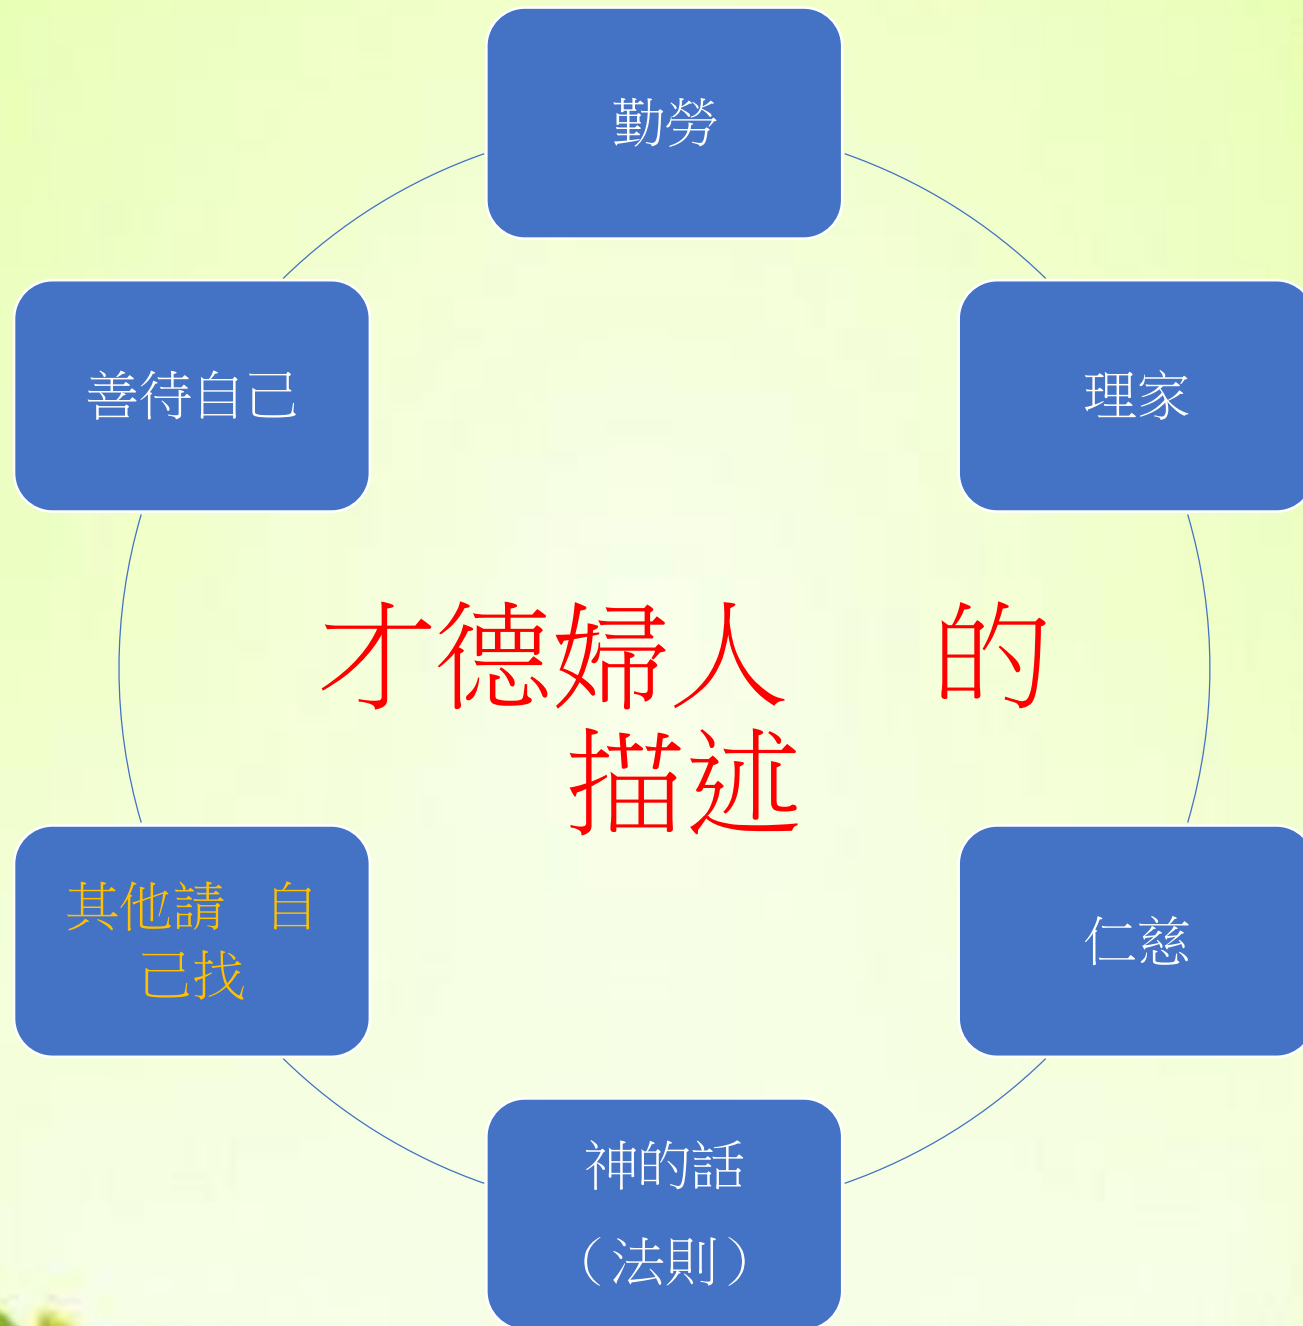 勤勞
善待自己
理家
才德婦人 的
描述
其他請 自
己找
仁慈
神的話
（法則）